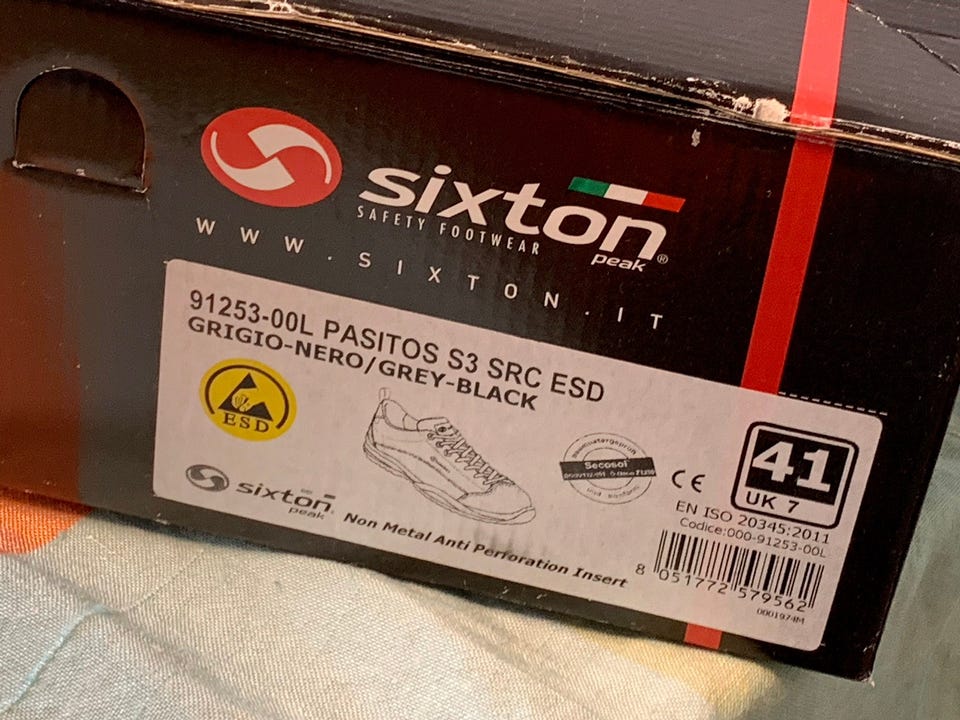 sixton
SAFETY FOOTWEAR
peak®
WWW.SIXTON.IT
91253-00L PASITOS S3 SRC ESD
GRIGIO-NERO/GREY-BLACK
ESD
Secosol
CE
41
UK 7
EN ISO 20345:2011
Codice:000-91253-00L
sixton
peak
Non Metal Anti Perforation Insert
8 051772 579562
0001974M